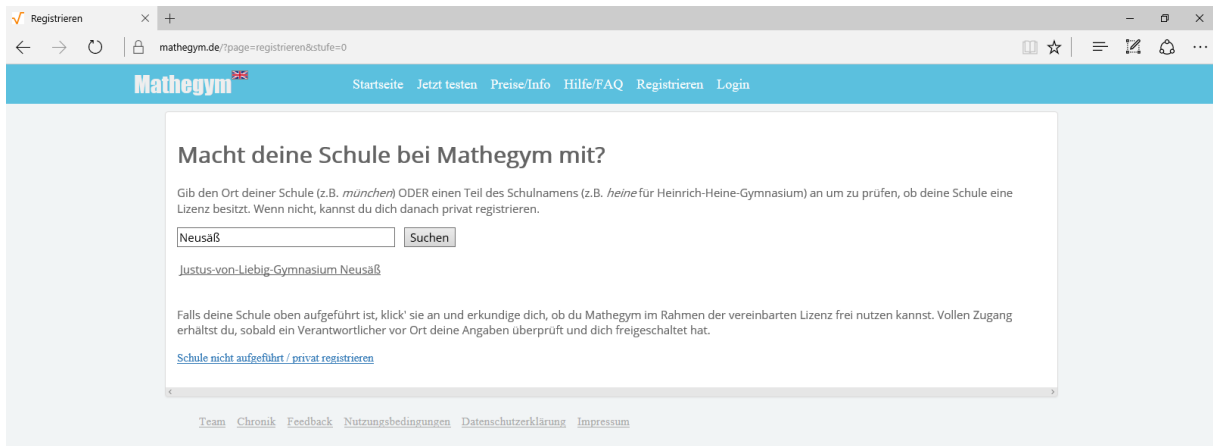 Registrieren
mathegym.de/?page=registrieren&stufe=0
Mathegym Startseite Jetzt testen Preise/Info Hilfe/FAQ Registrieren Login
Macht deine Schule bei Mathegym mit?
Gib den Ort deiner Schule (z.B. münchen) ODER einen Teil des Schulnamens (z.B. heine für Heinrich-Heine-Gymnasium) an um zu prüfen, ob deine Schule eine
Lizenz besitzt. Wenn nicht, kannst du dich danach privat registrieren.
Neusäß Suchen
Justus-von-Liebig-Gymnasium Neusäß
Falls deine Schule oben aufgeführt ist, klick' sie an und erkundige dich, ob du Mathegym im Rahmen der vereinbarten Lizenz frei nutzen kannst. Vollen Zugang
erhältst du, sobald ein Verantwortlicher vor Ort deine Angaben überprüft und dich freigeschaltet hat.
Schule nicht aufgeführt / privat registrieren
Team Chronik Feedback Nutzungsbedingungen Datenschutzerklärung Impressum